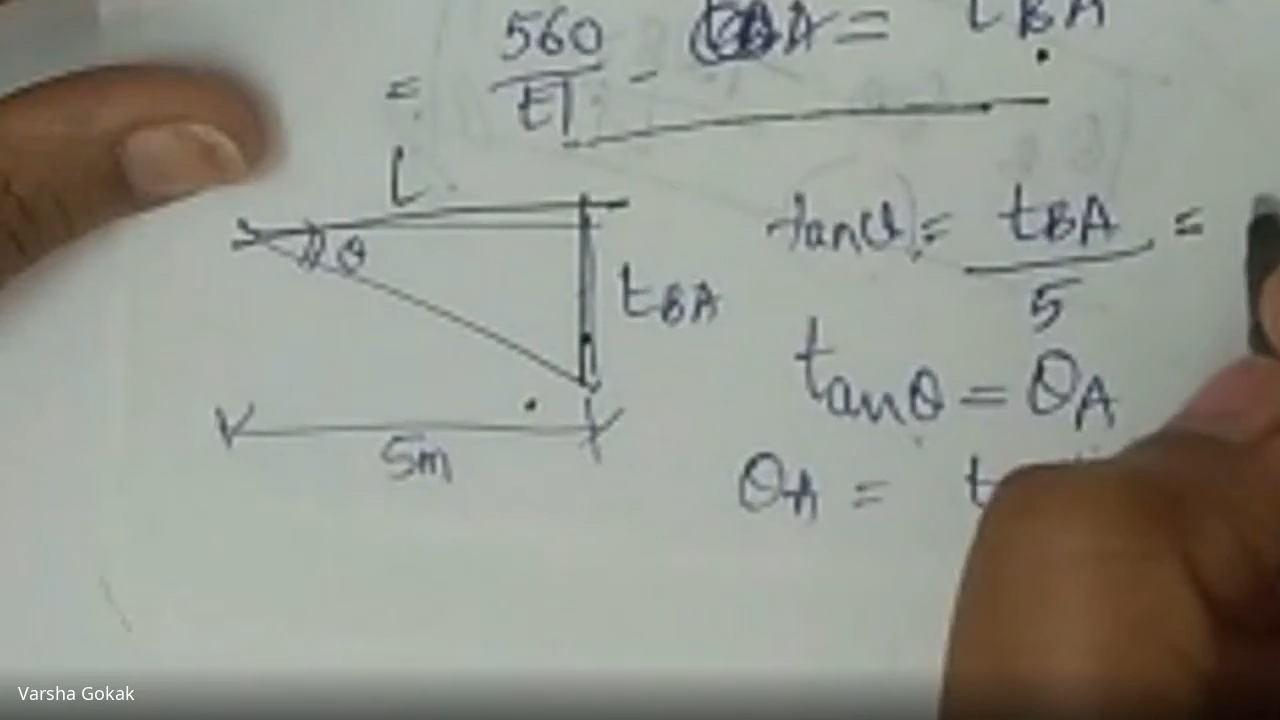 = 560/EI - = tBA
L
θ
tBA
5m
tanθ = tBA/5 =
tanθ = θA
θA = t
Varsha Gokak